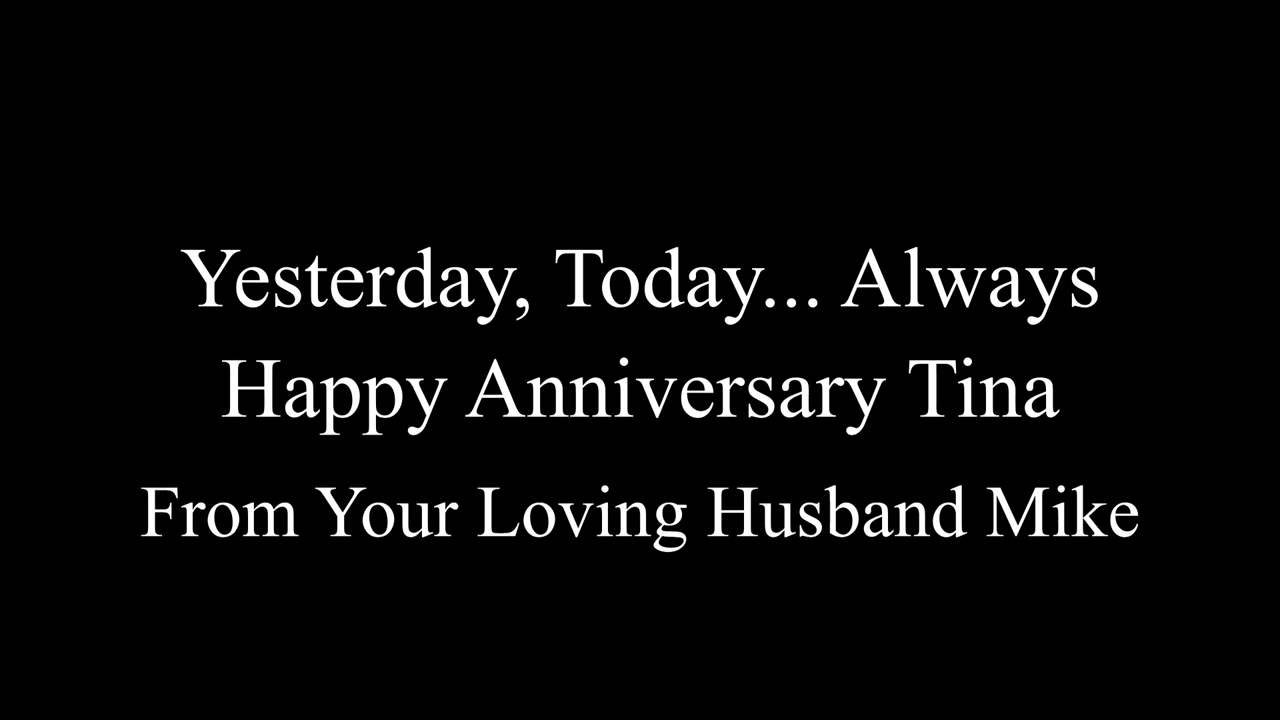 Yesterday, Today... Always
Happy Anniversary Tina
From Your Loving Husband Mike